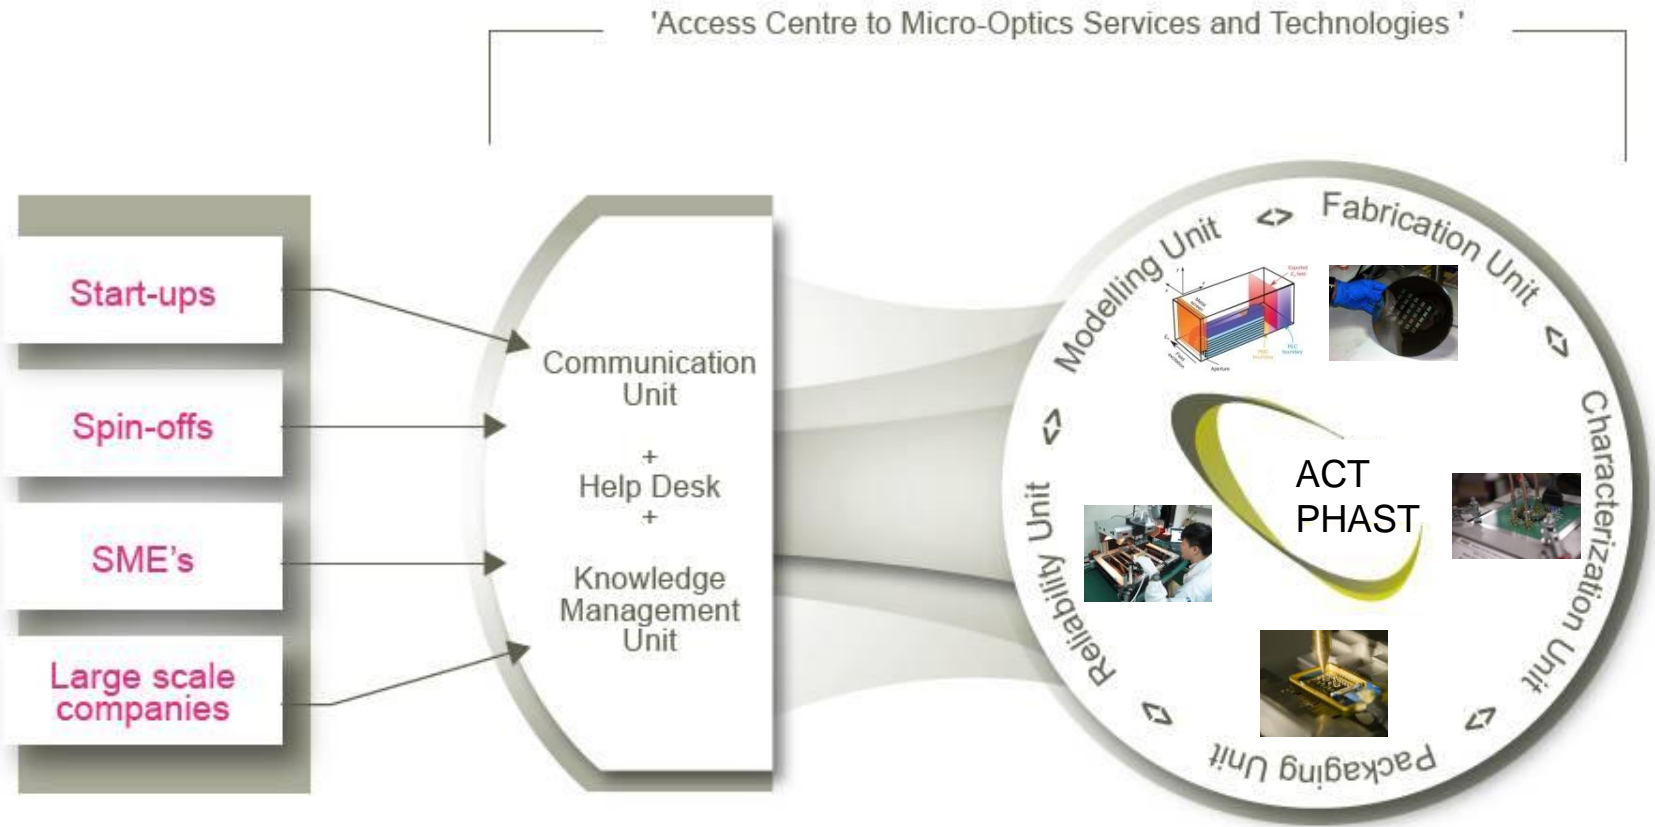 'Access Centre to Micro-Optics Services and Technologies '
Start-ups
Spin-offs
SME's
Large scale
companies
Communication
Unit
+
Help Desk
+
Knowledge
Management
Unit
Modelling Unit
<>
Fabrication Unit
<>
Characterization Unit
<>
Packaging Unit
<>
Reliability Unit
<>
ACT
PHAST
Aperture